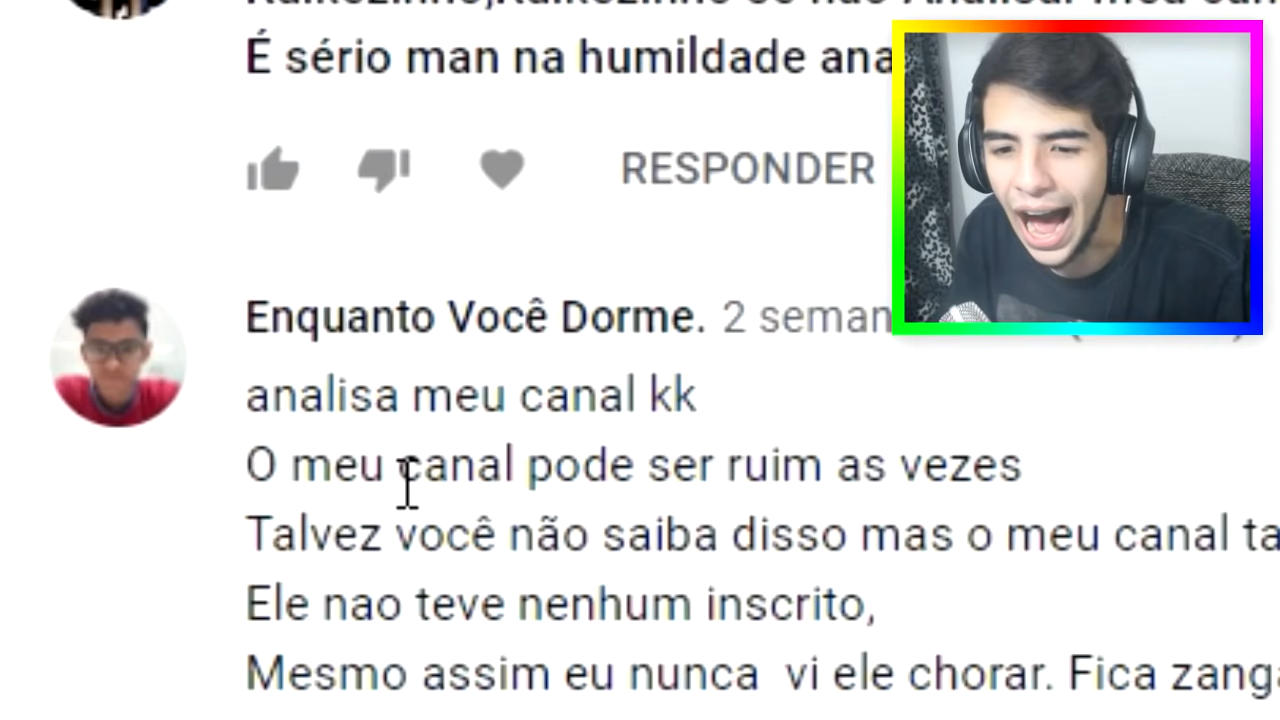 É sério man na humildade ana
RESPONDER
Enquanto Você Dorme. 2 seman
analisa meu canal kk
O meu canal pode ser ruim as vezes
Talvez você não saiba disso mas o meu canal ta
Ele nao teve nenhum inscrito,
Mesmo assim eu nunca vi ele chorar. Fica zanga